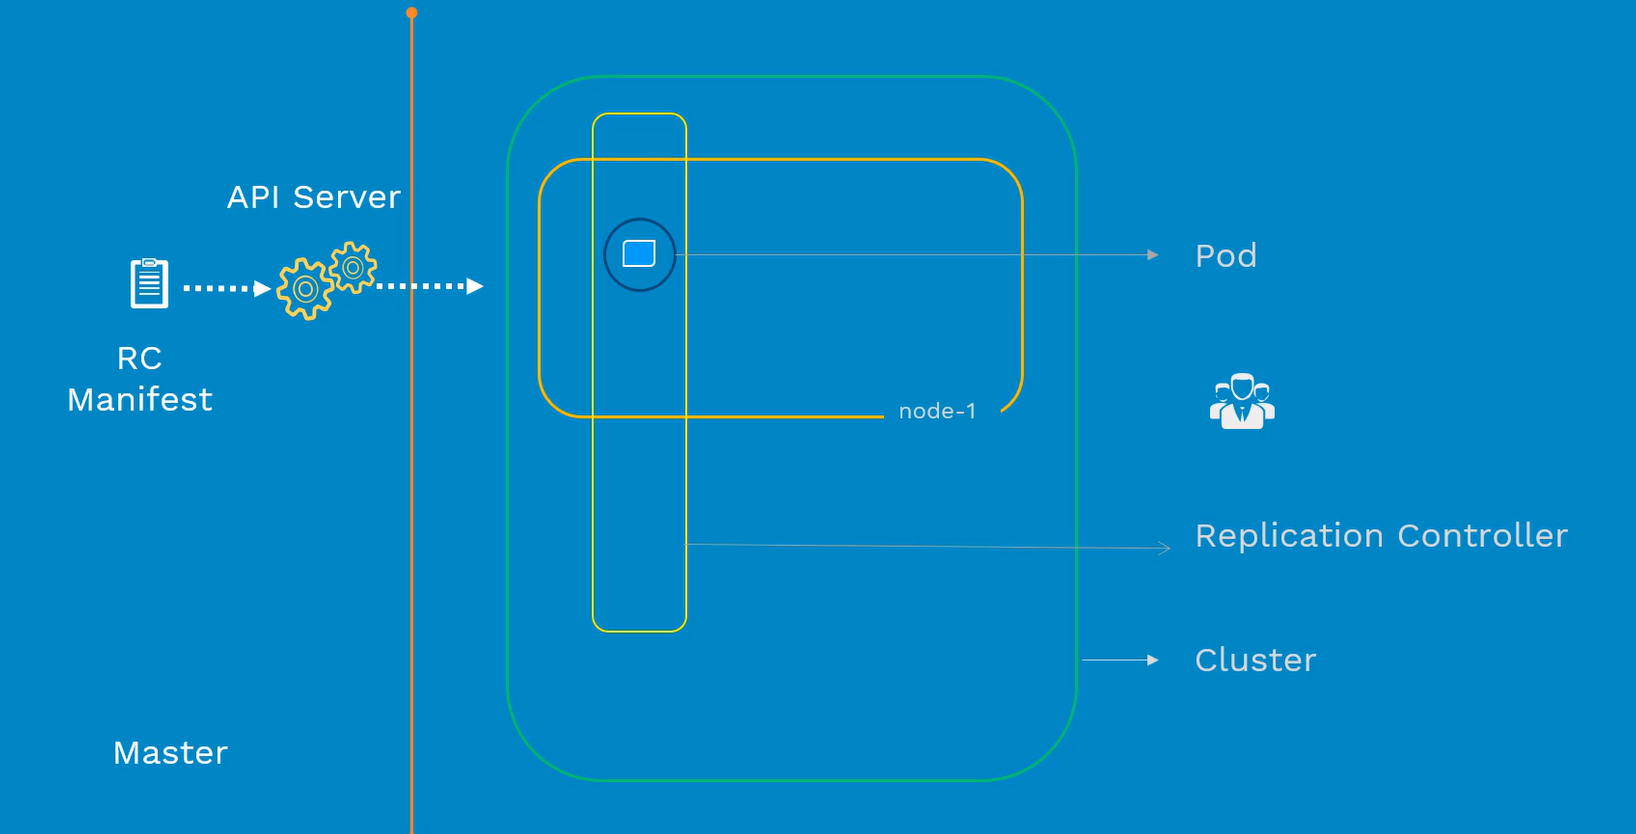 API Server
RC
Manifest
Master
node-1
Pod
Replication Controller
Cluster